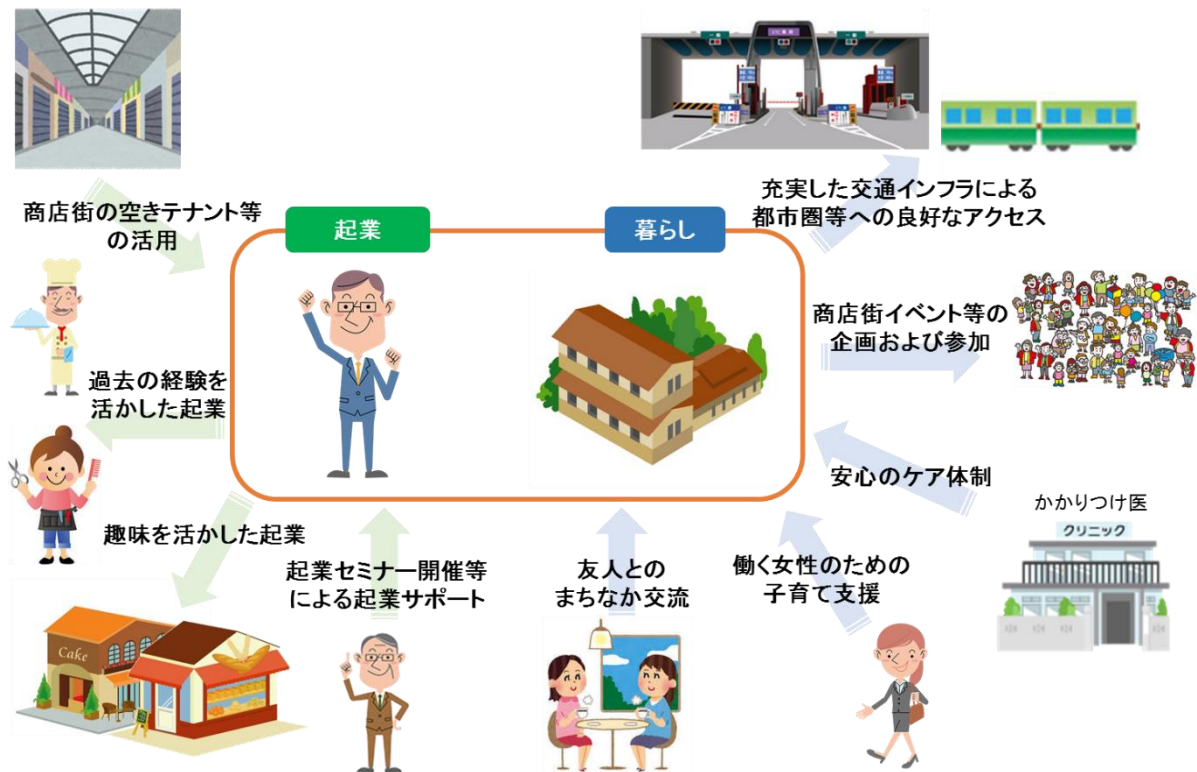 商店街の空きテナント等
の活用
起業
暮らし
充実した交通インフラによる
都市圏等への良好なアクセス
商店街イベント等の
企画および参加
過去の経験を
活かした起業
安心のケア体制
かかりつけ医
クリニック
趣味を活かした起業
起業セミナー開催等
による起業サポート
友人との
まちなか交流
働く女性のための
子育て支援
Cake